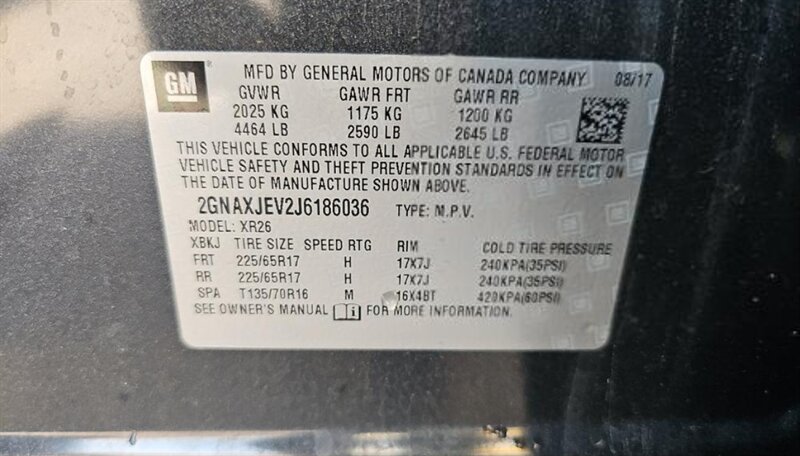 GM
MFD BY GENERAL MOTORS OF CANADA COMPANY 08/17
GVWR GAWR FRT GAWR RR
2025 KG 1175 KG 1200 KG
4464 LB 2590 LB 2645 LB
THIS VEHICLE CONFORMS TO ALL APPLICABLE U.S. FEDERAL MOTOR
VEHICLE SAFETY AND THEFT PREVENTION STANDARDS IN EFFECT ON
THE DATE OF MANUFACTURE SHOWN ABOVE.
2GNAXJEV2J6186036 TYPE: M.P.V.
MODEL: XR26
XBKJ TIRE SIZE SPEED RTG RIM COLD TIRE PRESSURE
FRT 225/65R17 H 17X7J 240KPA(35PSI)
RR 225/65R17 H 17X7J 240KPA(35PSI)
SPA T135/70R16 M 16X4BT 420KPA(60PSI)
SEE OWNER'S MANUAL FOR MORE INFORMATION.